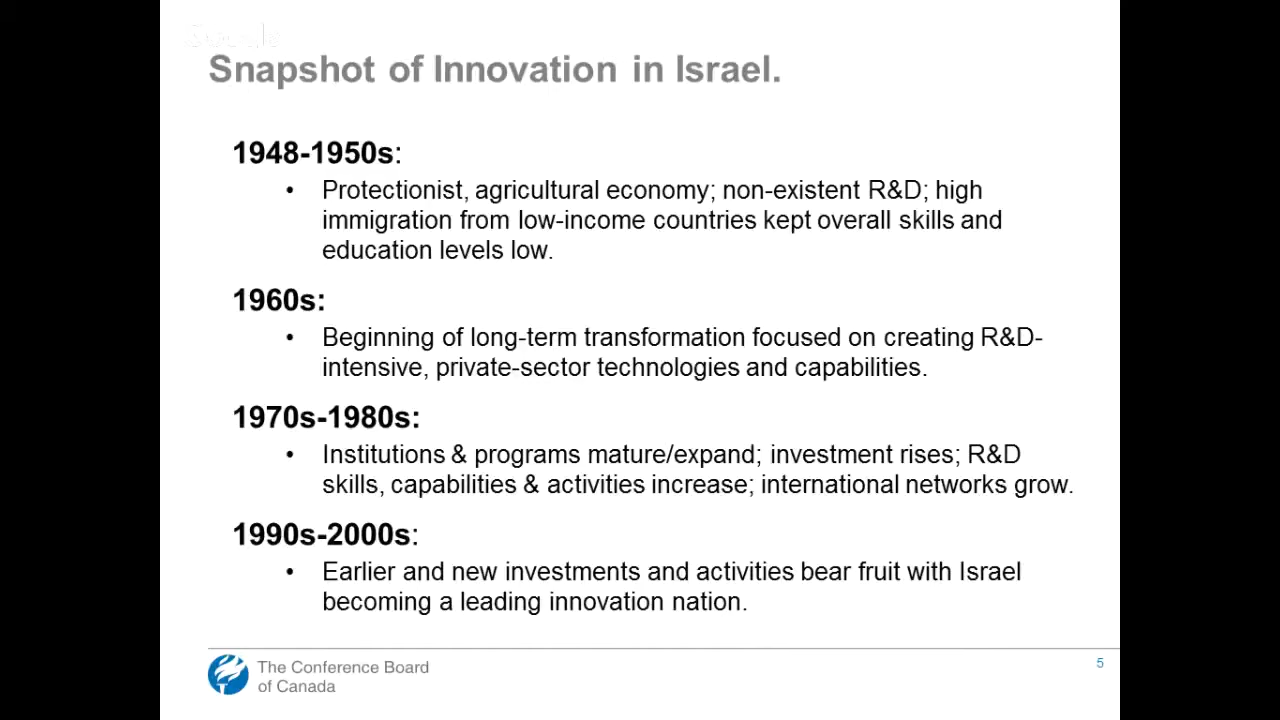 Snapshot of Innovation in Israel.
1948-1950s:
• Protectionist, agricultural economy; non-existent R&D; high
immigration from low-income countries kept overall skills and
education levels low.
1960s:
• Beginning of long-term transformation focused on creating R&D-
intensive, private-sector technologies and capabilities.
1970s-1980s:
• Institutions & programs mature/expand; investment rises; R&D
skills, capabilities & activities increase; international networks grow.
1990s-2000s:
• Earlier and new investments and activities bear fruit with Israel
becoming a leading innovation nation.
The Conference Board
of Canada
5